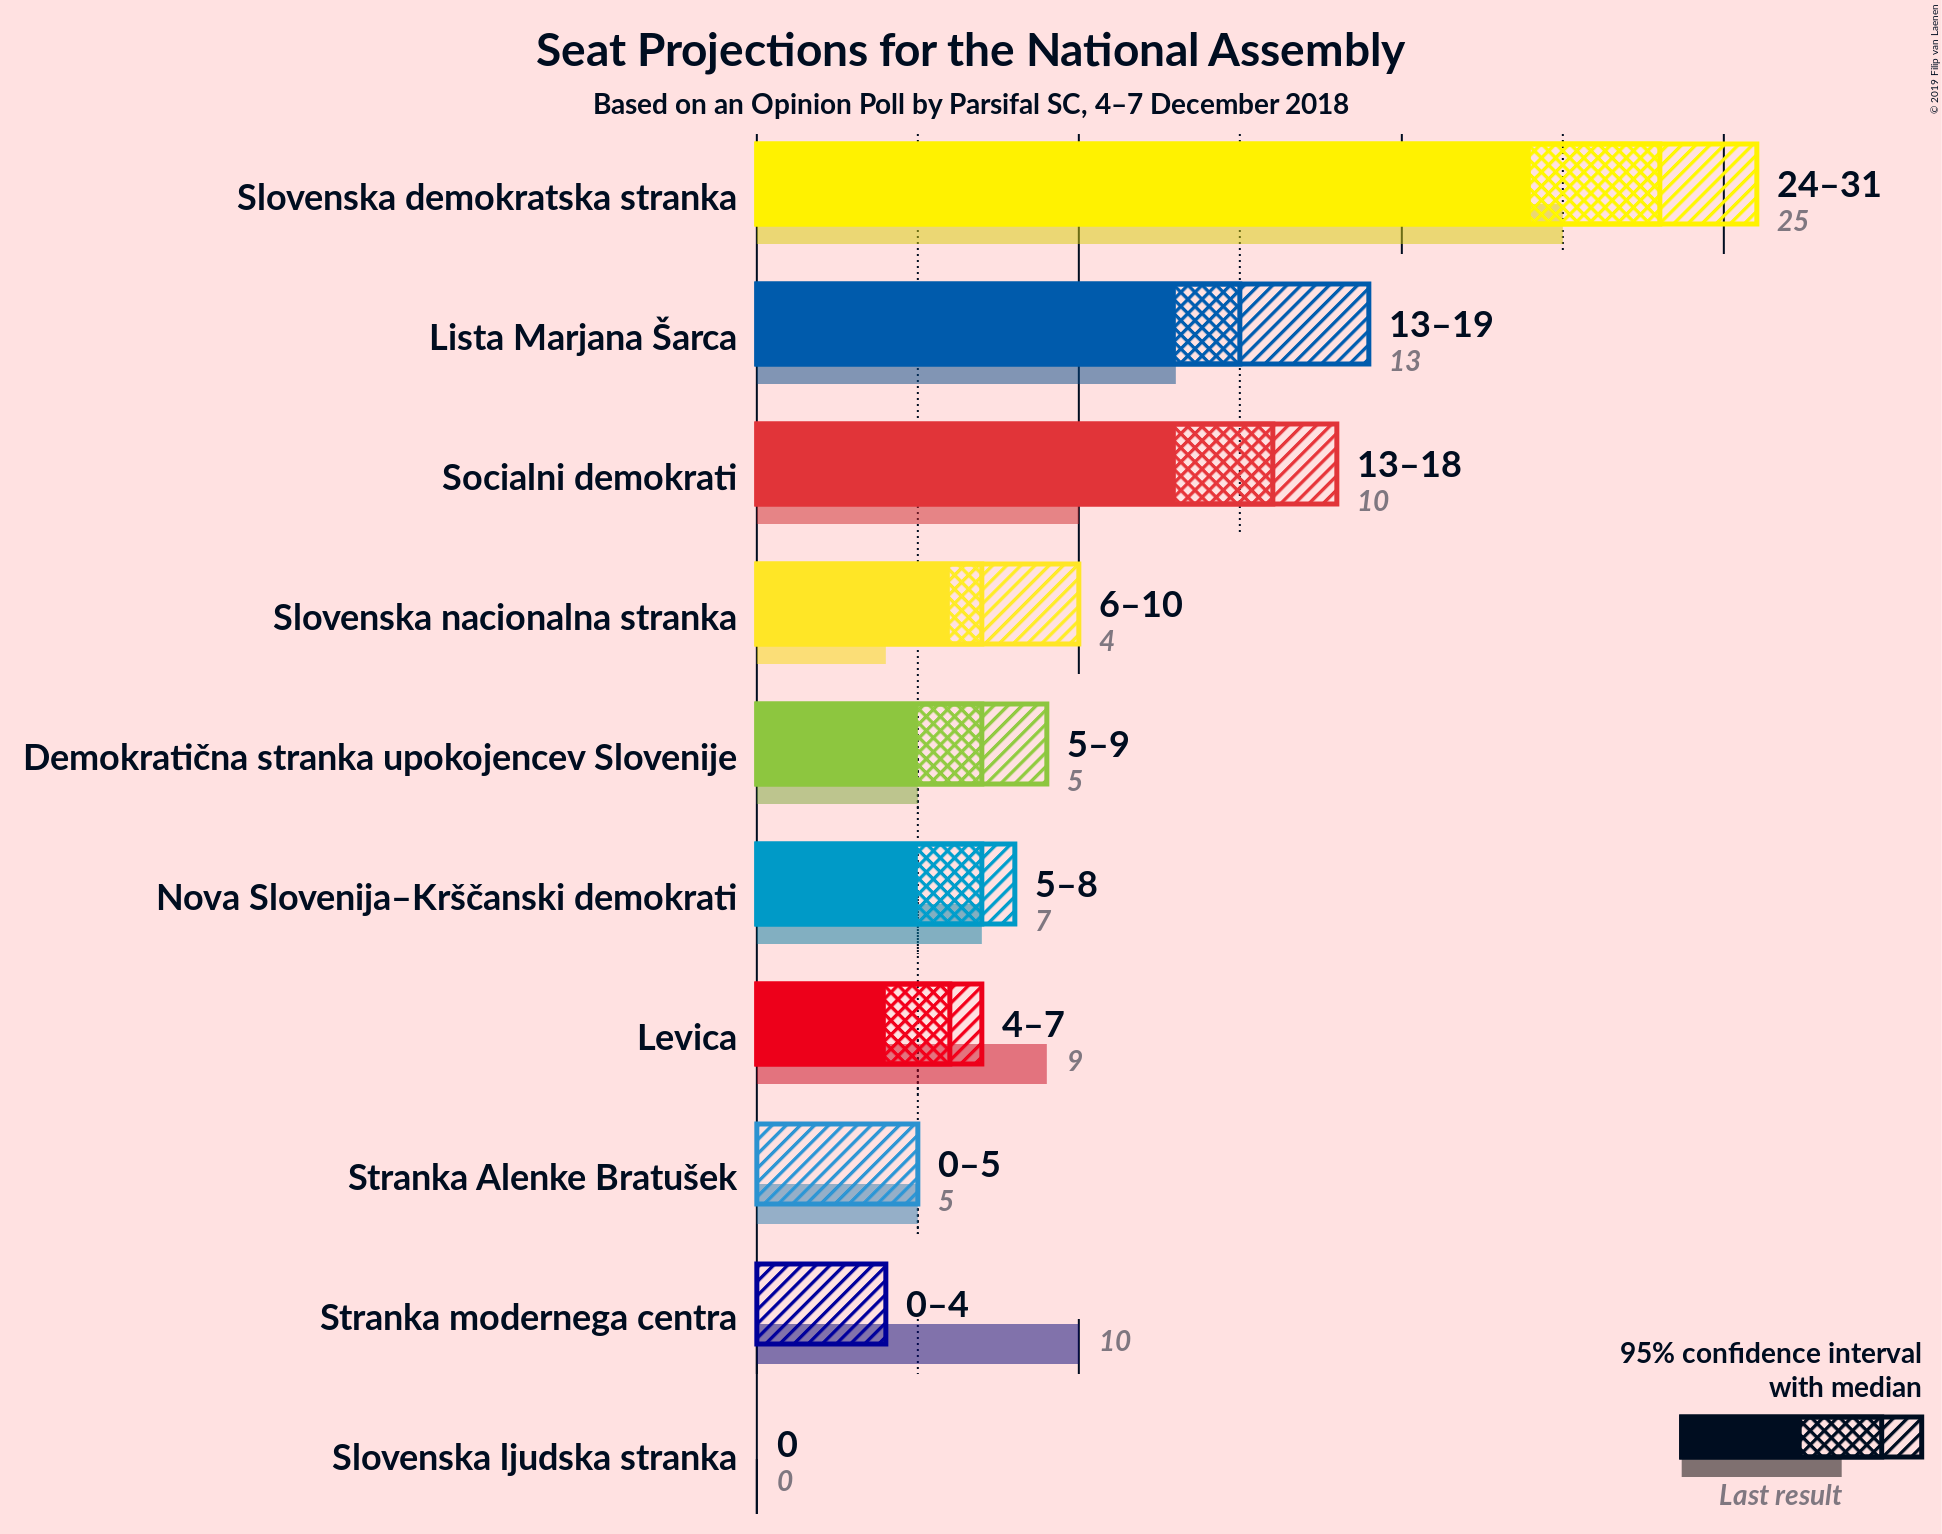 Seat Projections for the National Assembly
Based on an Opinion Poll by Parsifal SC, 4–7 December 2018
© 2019 Filip van Laenen
Slovenska demokratska stranka
24–31
25
Lista Marjana Šarca
13–19
13
Socialni demokrati
13–18
10
Slovenska nacionalna stranka
6–10
4
Demokratična stranka upokojencev Slovenije
5–9
5
Nova Slovenija–Krščanski demokrati
5–8
7
Levica
4–7
9
Stranka Alenke Bratušek
0–5
5
Stranka modernega centra
0–4
10
Slovenska ljudska stranka
0
0
95% confidence interval
with median
Last result